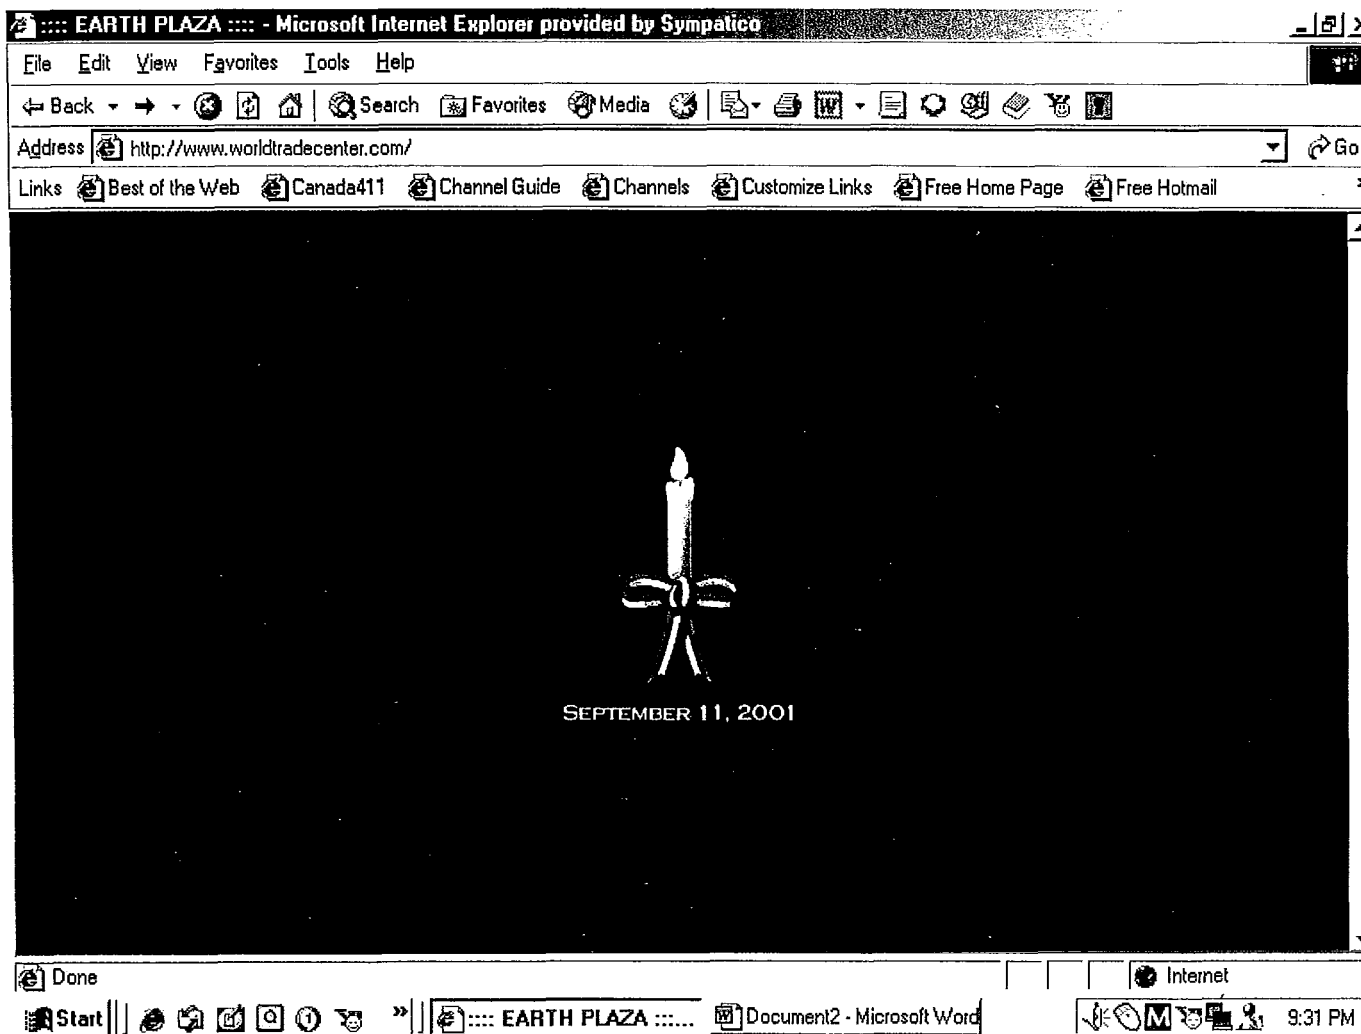 :::: EARTH PLAZA :::: - Microsoft Internet Explorer provided by Sympatico
File Edit View Favorites Tools Help
Back Search Favorites Media
Address http://www.worldtradecenter.com/ Go
Links Best of the Web Canada411 Channel Guide Channels Customize Links Free Home Page Free Hotmail
SEPTEMBER 11, 2001
Done Internet
Start » :::: EARTH PLAZA :::... Document2 - Microsoft Word 9:31 PM